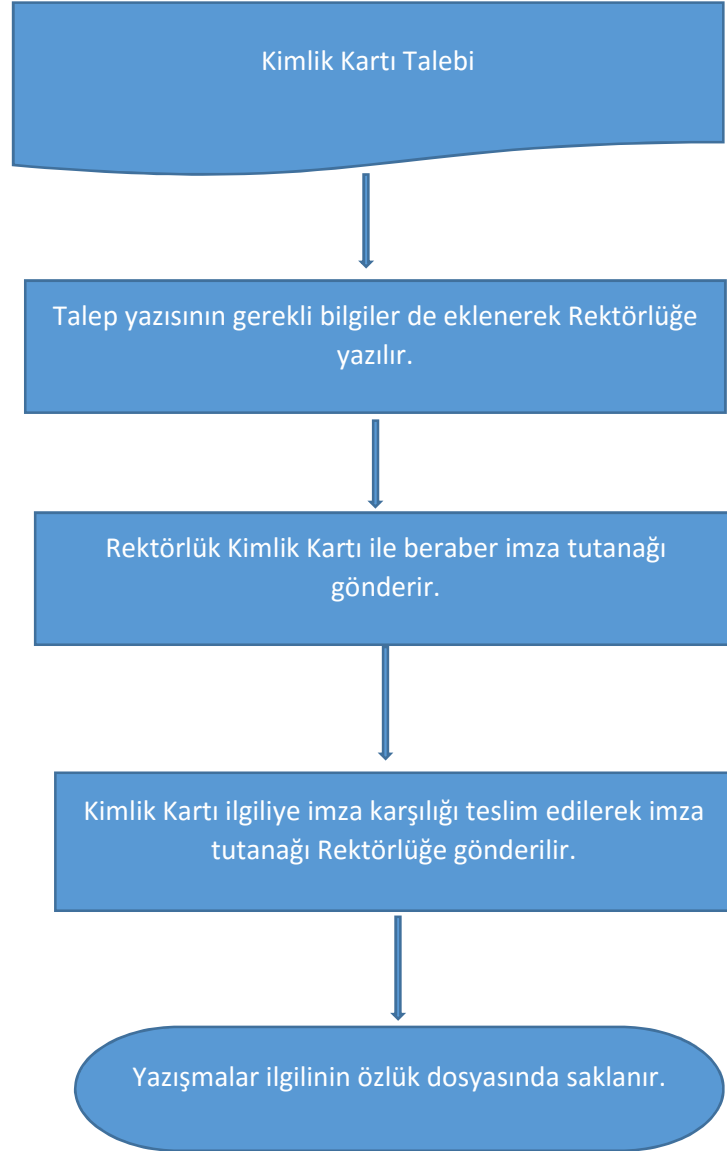 Kimlik Kartı Talebi
Talep yazısının gerekli bilgiler de eklenerek Rektörlüğe
yazılır.
Rektörlük Kimlik Kartı ile beraber imza tutanağı
gönderir.
Kimlik Kartı ilgiliye imza karşılığı teslim edilerek imza
tutanağı Rektörlüğe gönderilir.
Yazışmalar ilgilinin özlük dosyasında saklanır.